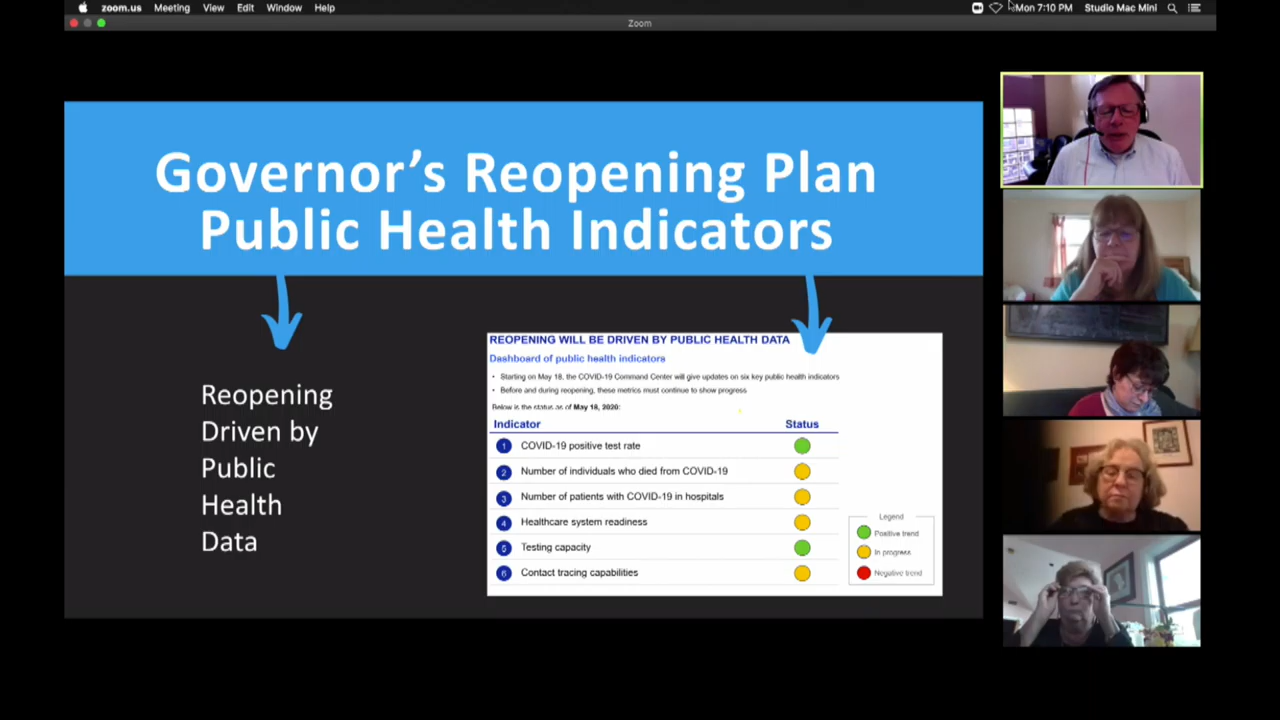 zoom.us Meeting View Edit Window Help Mon 7:10 PM Studio Mac Mini
Zoom
Governor's Reopening Plan
Public Health Indicators
Reopening
Driven by
Public
Health
Data
REOPENING WILL BE DRIVEN BY PUBLIC HEALTH DATA
Dashboard of public health indicators
• Starting on May 18, the COVID-19 Command Center will give updates on six key public health indicators
• Before and during reopening, these metrics must continue to show progress
Below is the status as of May 18, 2020:
Indicator Status
1 COVID-19 positive test rate
2 Number of individuals who died from COVID-19
3 Number of patients with COVID-19 in hospitals
4 Healthcare system readiness
5 Testing capacity
6 Contact tracing capabilities
Legend
Positive trend
In progress
Negative trend